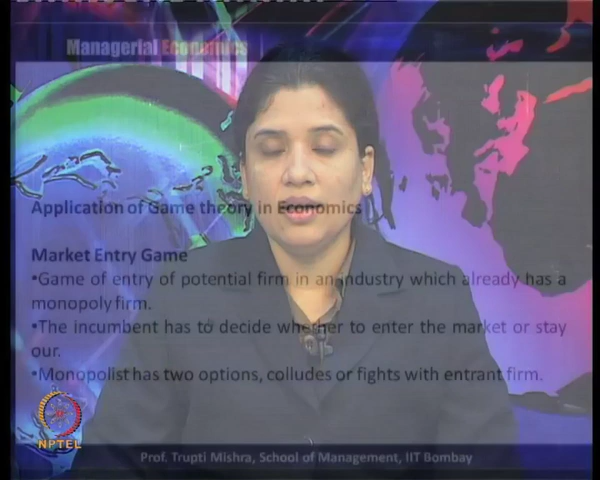 Managerial Economics
Application of Game theory in Economics
Market Entry Game
•Game of entry of potential firm in an industry which already has a
monopoly firm.
•The incumbent has to decide whether to enter the market or stay
our.
•Monopolist has two options, colludes or fights with entrant firm.
NPTEL
Prof. Trupti Mishra, School of Management, IIT Bombay